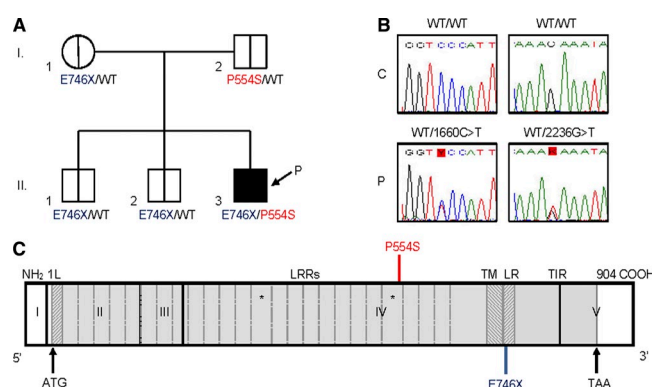 A
I.
1
2
E746X/WT
P554S/WT
P
II.
1
2
3
E746X/WT
E746X/WT
E746X/P554S
B
WT/WT
WT/WT
C
WT/1660C>T
WT/2236G>T
P
C
P554S
NH2 1L
LRRs
TM LR
TIR
904 COOH
I
II
III
*
*
IV
V
5'
3'
ATG
E746X
TAA